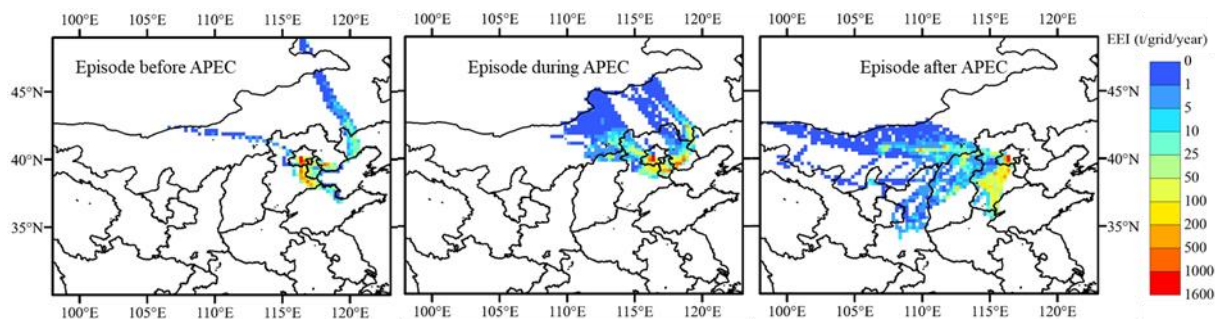 100°E 105°E 110°E 115°E 120°E 100°E 105°E 110°E 115°E 120°E 100°E 105°E 110°E 115°E 120°E
EEI (t/grid/year)
Episode before APEC
Episode during APEC
Episode after APEC
45°N
40°N
35°N
45°N
40°N
35°N
0
1
5
10
25
50
100
200
500
1000
1600
100°E 105°E 110°E 115°E 120°E 100°E 105°E 110°E 115°E 120°E 100°E 105°E 110°E 115°E 120°E